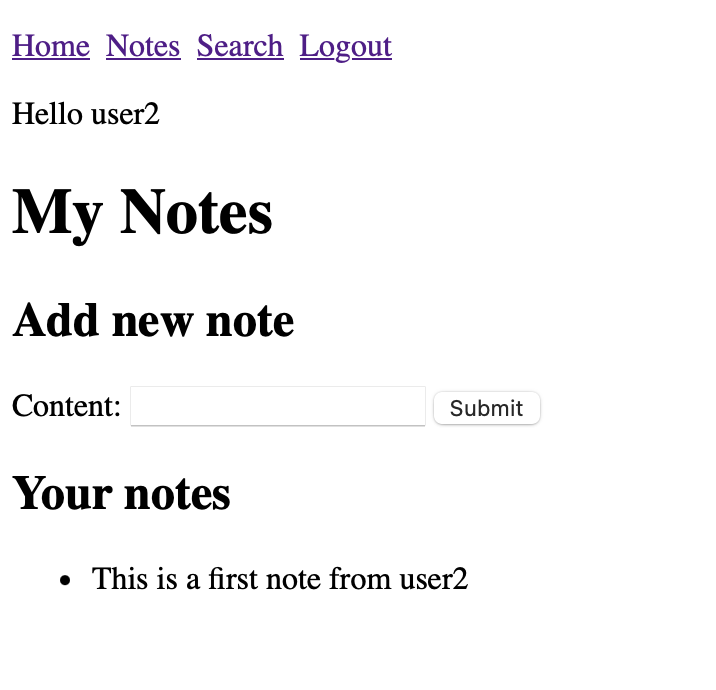 Home Notes Search Logout
Hello user2
My Notes
Add new note
Content: Submit
Your notes
• This is a first note from user2